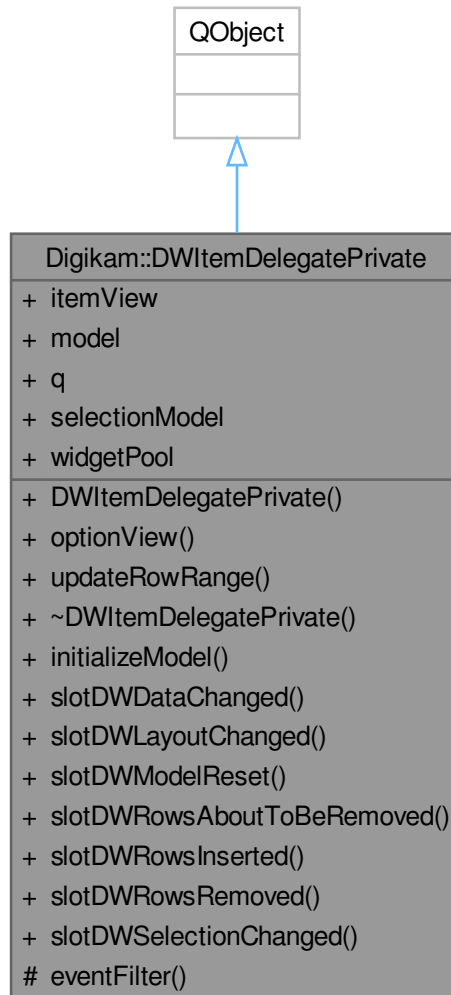 QObject
Digikam::DWItemDelegatePrivate
+ itemView
+ model
+ q
+ selectionModel
+ widgetPool
+ DWItemDelegatePrivate()
+ optionView()
+ updateRowRange()
+ ~DWItemDelegatePrivate()
+ initializeModel()
+ slotDWDataChanged()
+ slotDWLayoutChanged()
+ slotDWModelReset()
+ slotDWRowsAboutToBeRemoved()
+ slotDWRowsInserted()
+ slotDWRowsRemoved()
+ slotDWSelectionChanged()
# eventFilter()